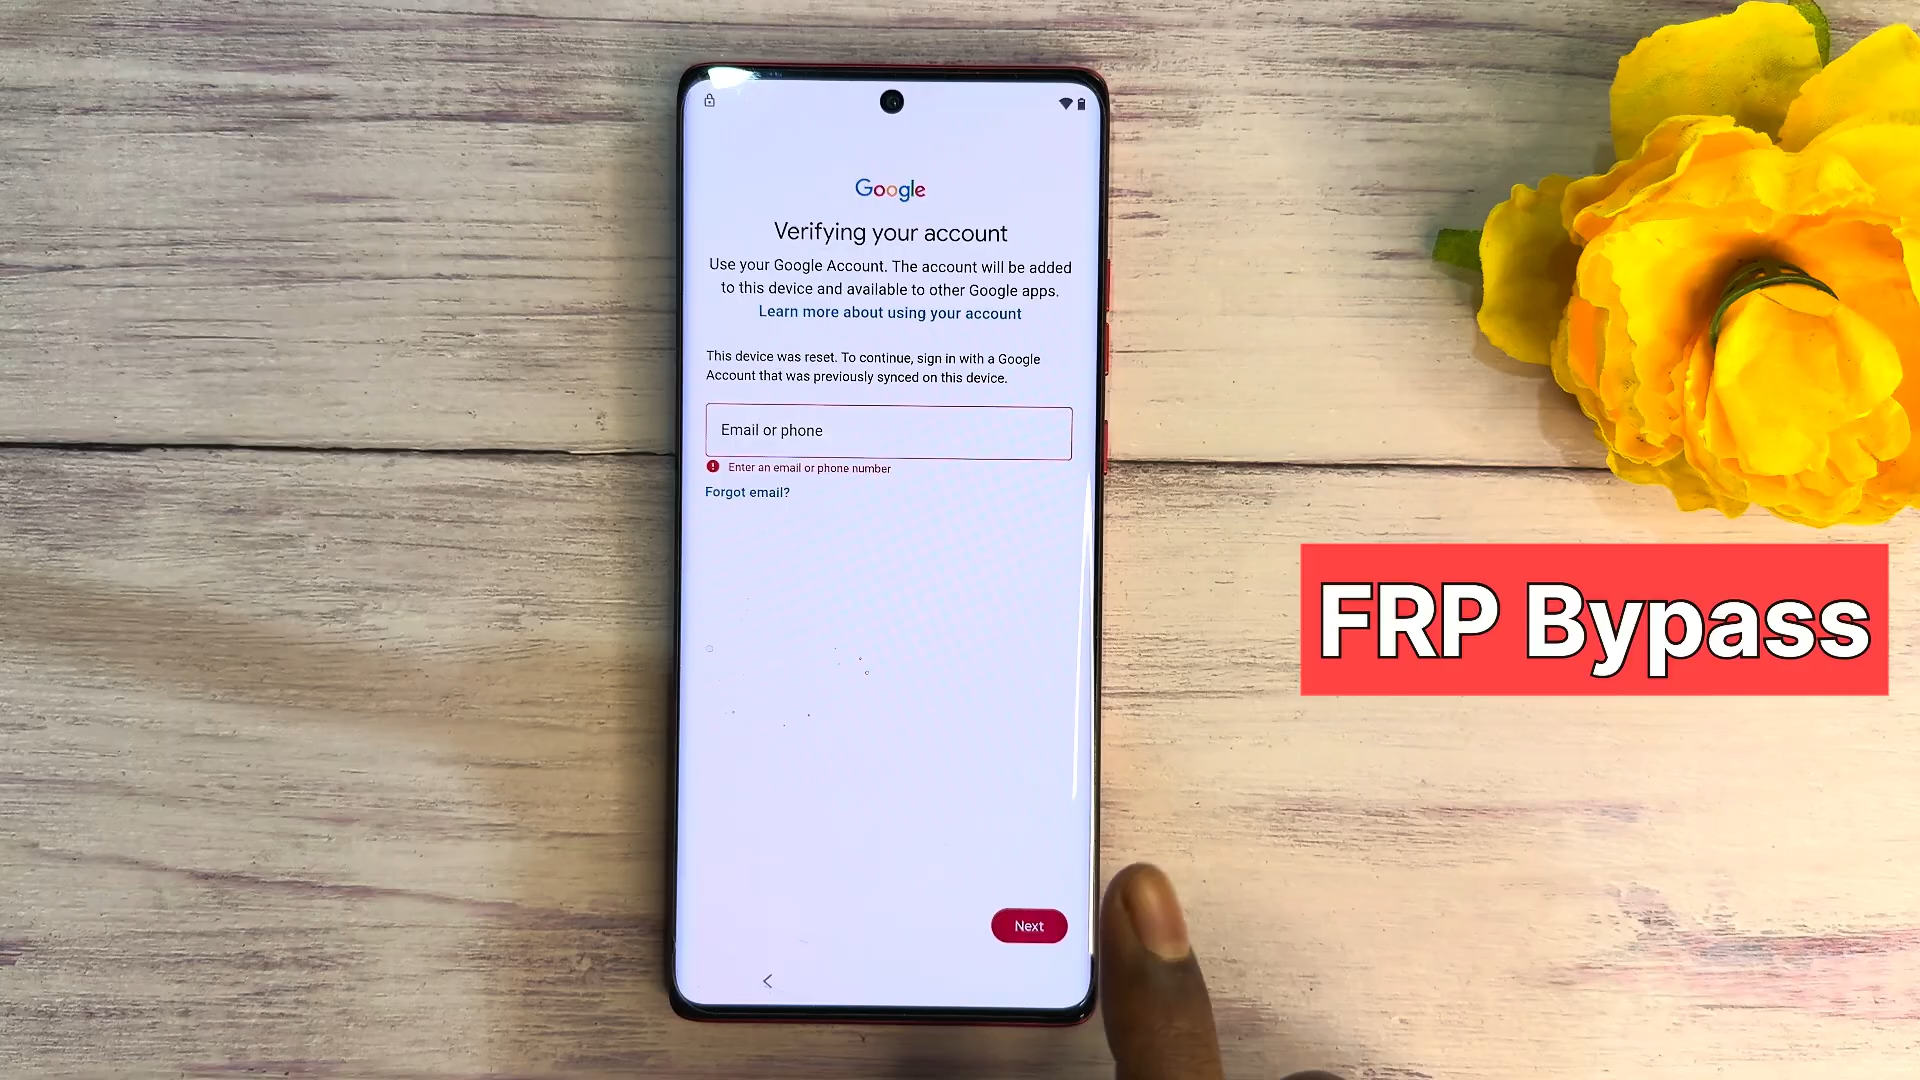 Google
Verifying your account
Use your Google Account. The account will be added
to this device and available to other Google apps.
Learn more about using your account
This device was reset. To continue, sign in with a Google
Account that was previously synced on this device.
Email or phone
Enter an email or phone number
Forgot email?
FRP Bypass
Next